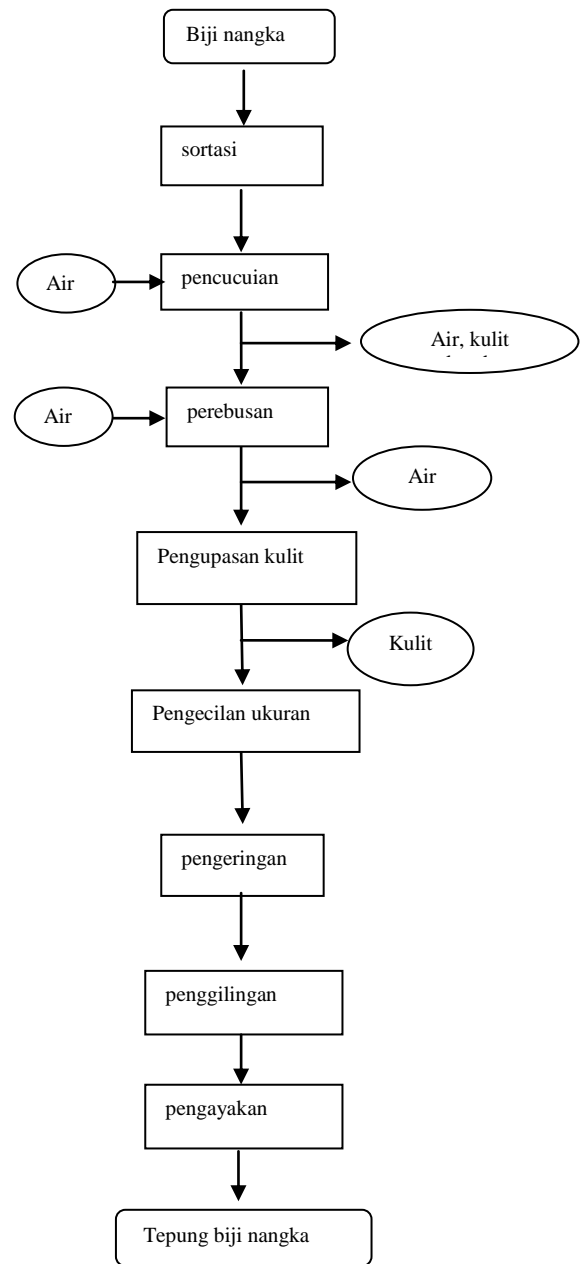 Biji nangka
sortasi
Air
pencucuian
Air, kulit
Air
perebusan
Air
Pengupasan kulit
Kulit
Pengecilan ukuran
pengeringan
penggilingan
pengayakan
Tepung biji nangka